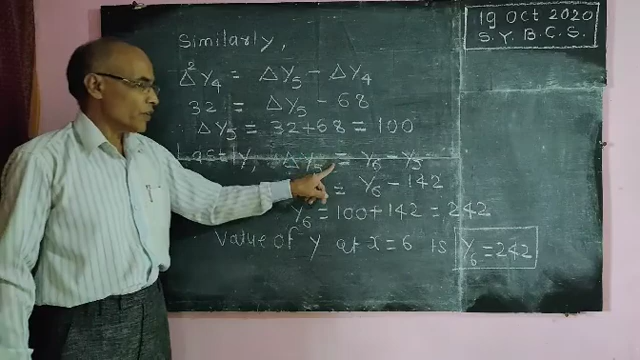 19 Oct 2020
S. Y. B. C. S.
Similarly,
Δ²Y₄ = ΔY₅ - ΔY₄
32 = ΔY₅ - 68
ΔY₅ = 32+68 = 100
Lastly, ΔY₅ = Y₆ - Y₅
= Y₆ - 142
Y₆ = 100 + 142 = 242
Value of Y at x = 6 is Y₆ = 242